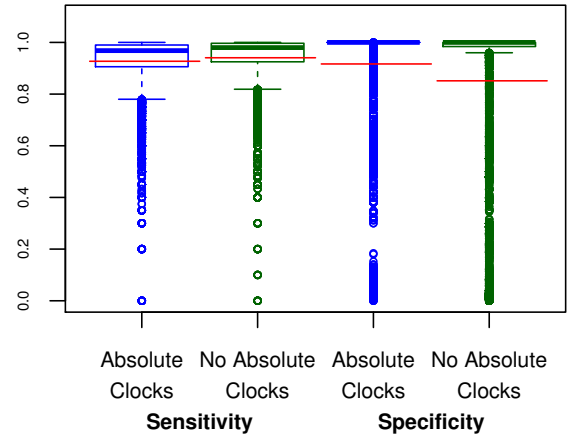 1.0
0.8
0.6
0.4
0.2
0.0
Absolute No Absolute Absolute No Absolute
Clocks Clocks Clocks Clocks
Sensitivity Specificity